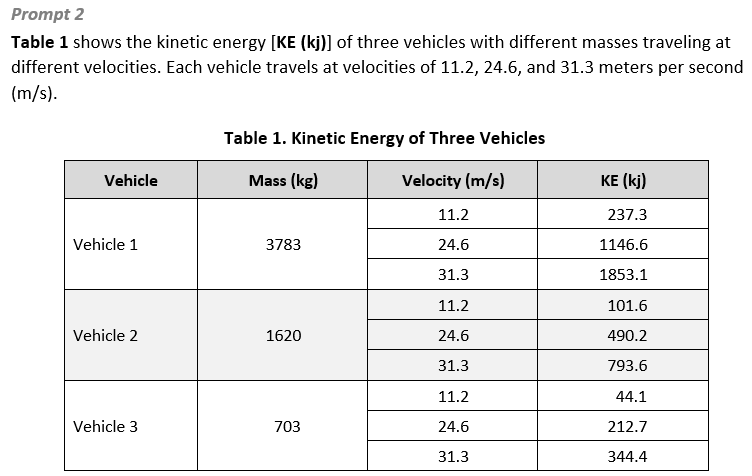 Prompt 2
Table 1 shows the kinetic energy [KE (kj)] of three vehicles with different masses traveling at
different velocities. Each vehicle travels at velocities of 11.2, 24.6, and 31.3 meters per second
(m/s).
Table 1. Kinetic Energy of Three Vehicles
Vehicle Mass (kg) Velocity (m/s) KE (kj)
11.2 237.3
Vehicle 1 3783 24.6 1146.6
31.3 1853.1
11.2 101.6
Vehicle 2 1620 24.6 490.2
31.3 793.6
11.2 44.1
Vehicle 3 703 24.6 212.7
31.3 344.4